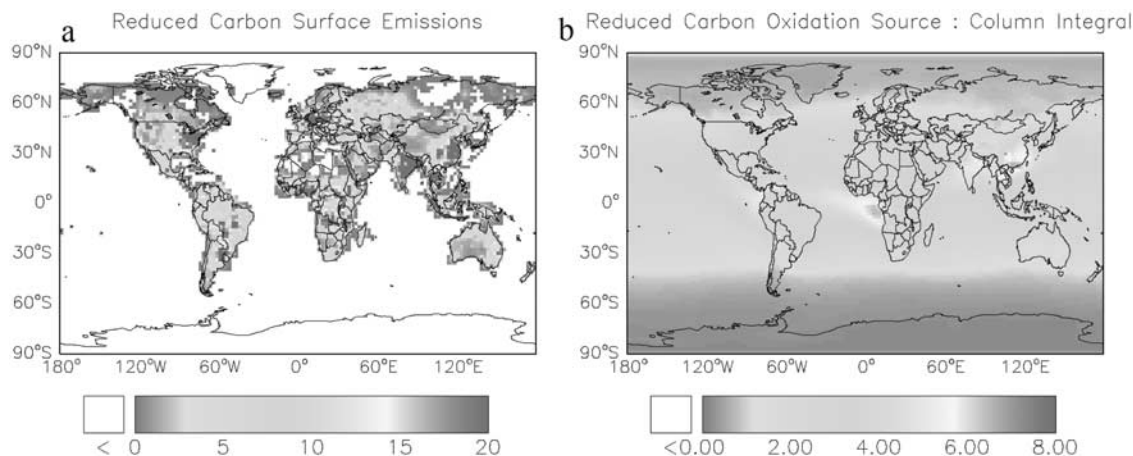 a Reduced Carbon Surface Emissions
90°N
60°N
30°N
0°
30°S
60°S
90°S
180°W 120°W 60°W 0° 60°E 120°E
< 0 5 10 15 20
b Reduced Carbon Oxidation Source : Column Integral
90°N
60°N
30°N
0°
30°S
60°S
90°S
180°W 120°W 60°W 0° 60°E 120°E
<0.00 2.00 4.00 6.00 8.00